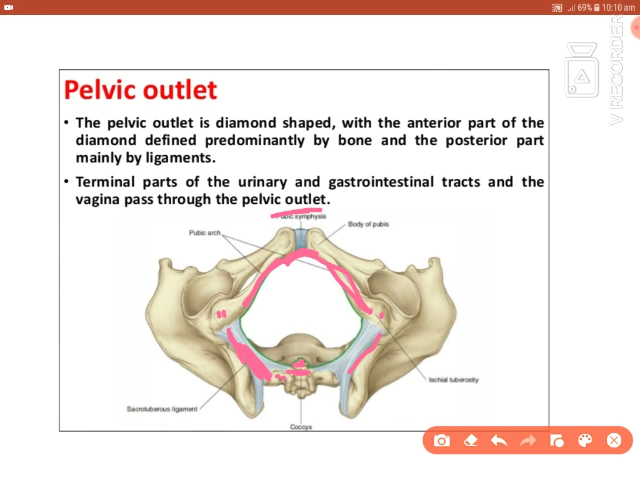 69% 10:10 am
V RECORDER
Pelvic outlet
• The pelvic outlet is diamond shaped, with the anterior part of the
diamond defined predominantly by bone and the posterior part
mainly by ligaments.
• Terminal parts of the urinary and gastrointestinal tracts and the
vagina pass through the pelvic outlet.
Pubic symphysis
Pubic arch
Body of pubis
Ischial tuberosity
Sacrotuberous ligament
Coccyx